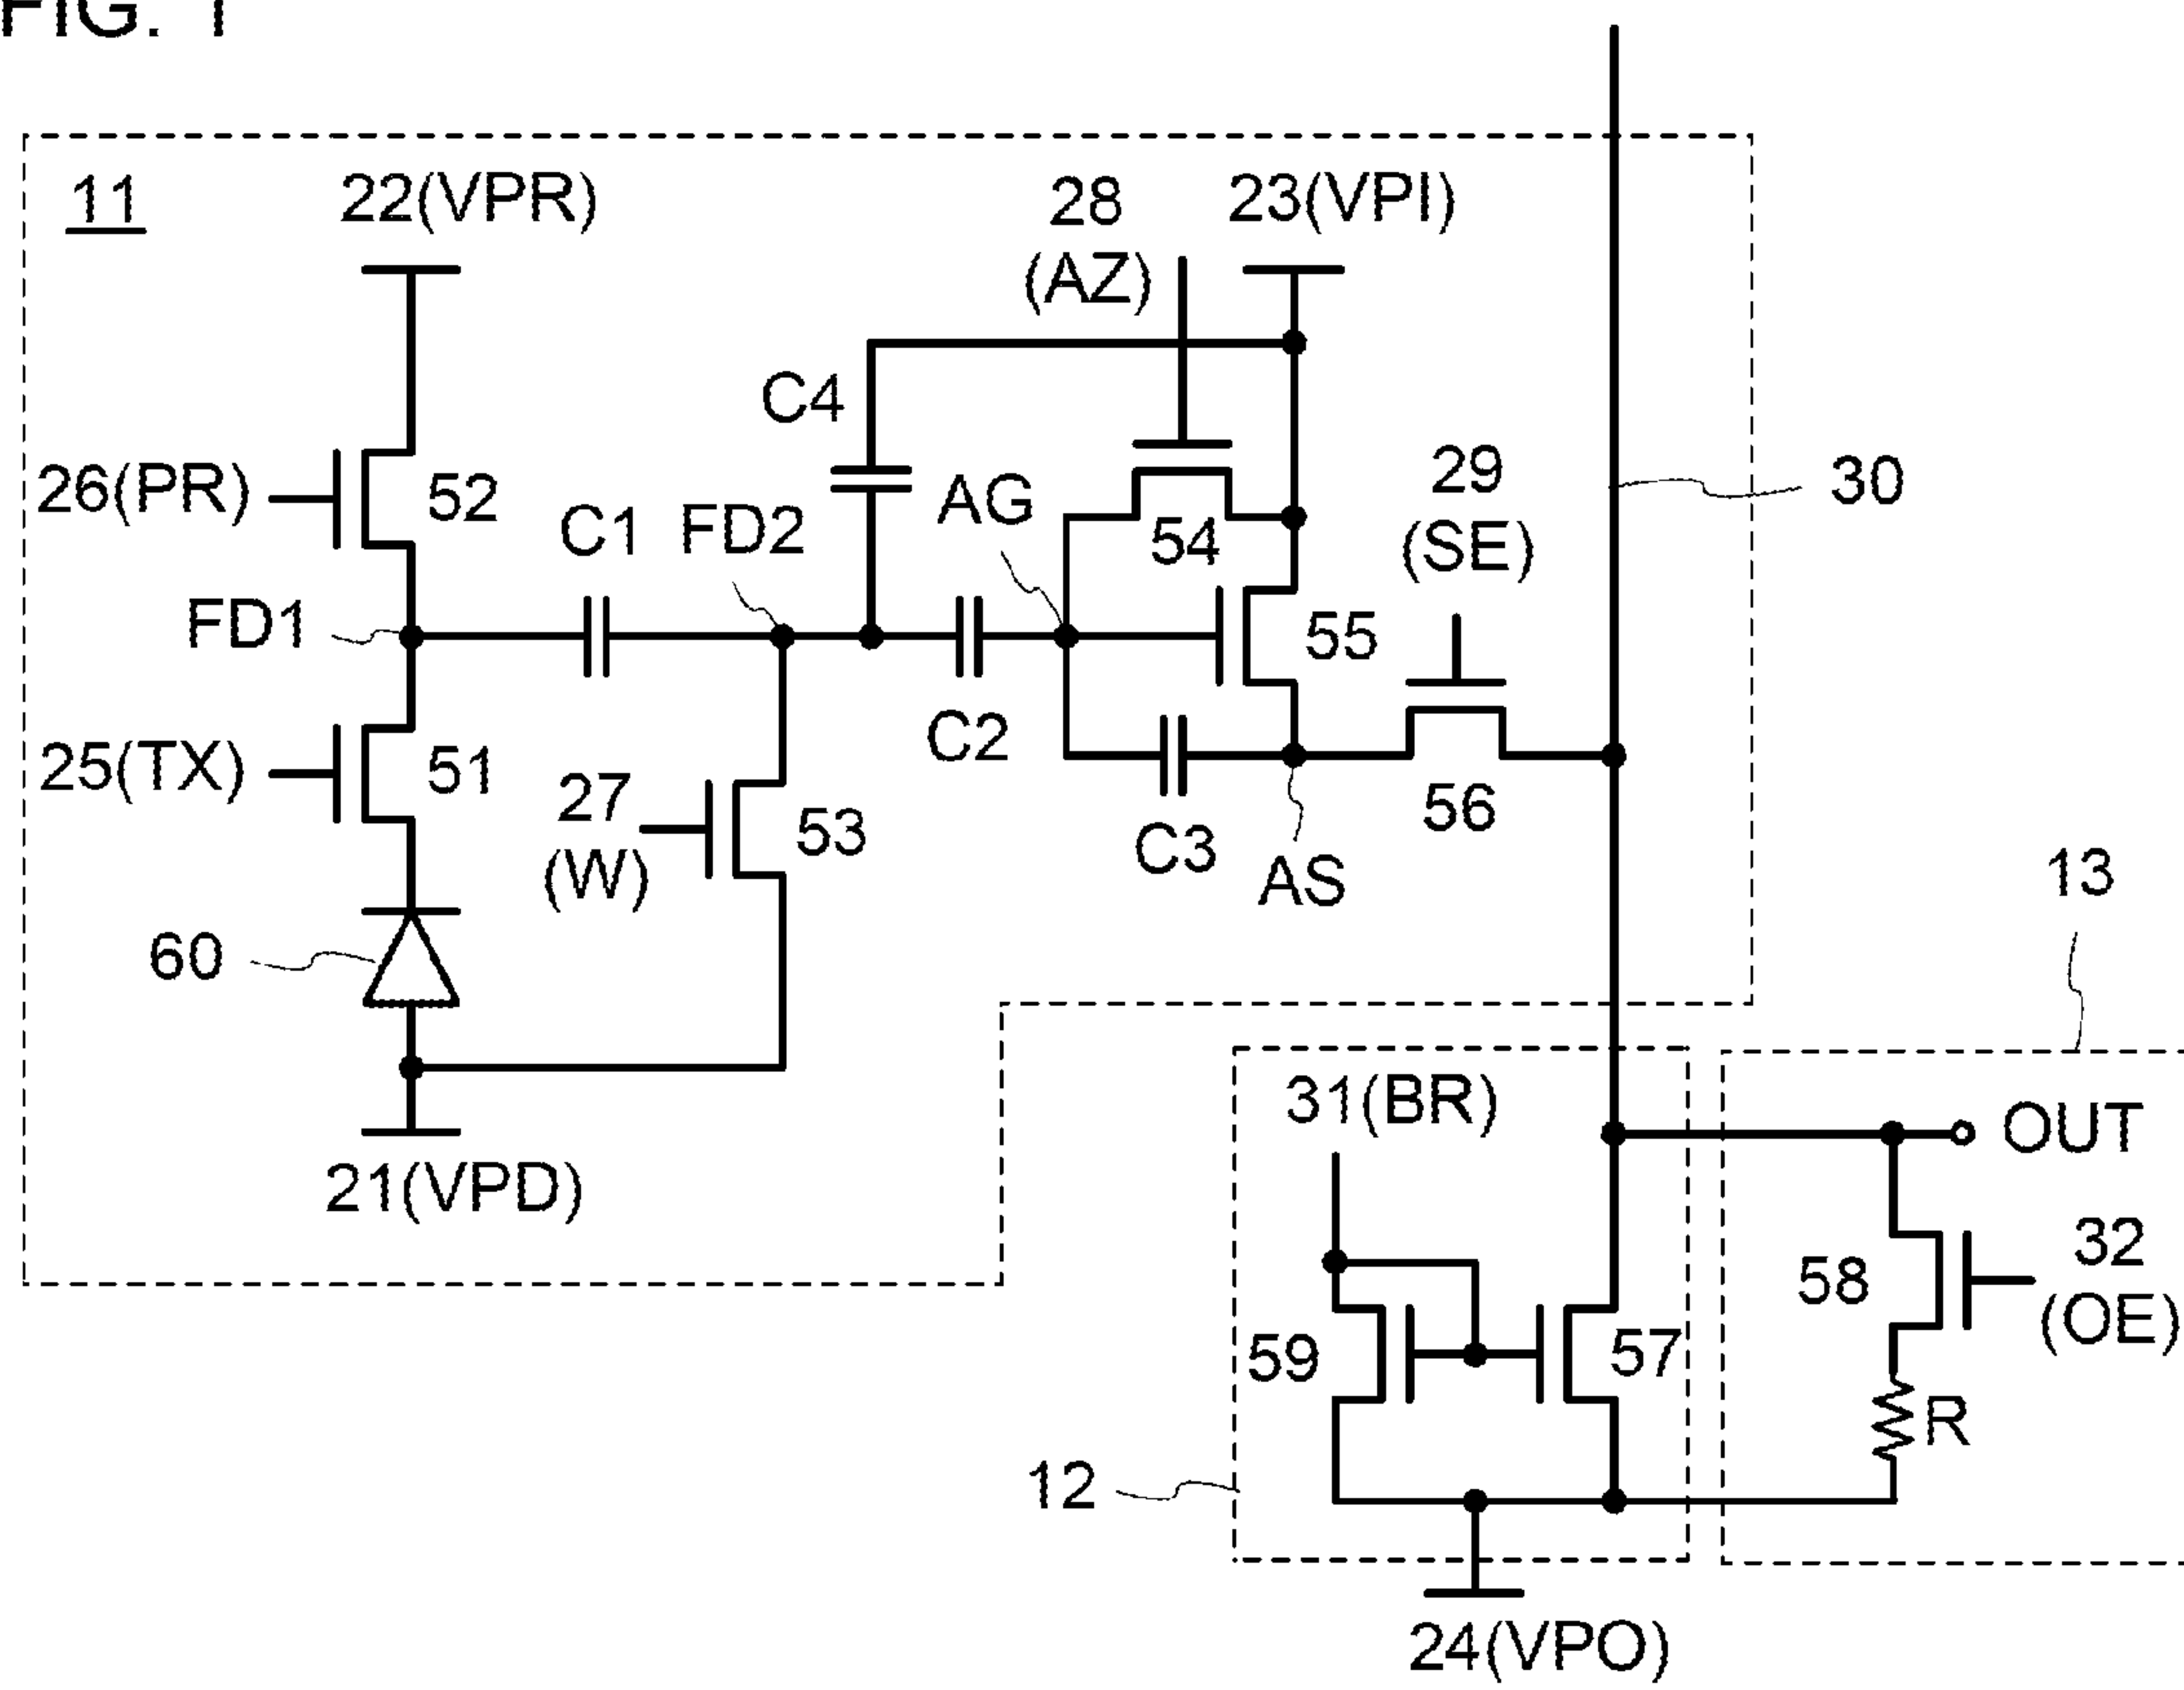 FIG. 1
11
22(VPR)
28
(AZ)
23(VPI)
C4
26(PR)
52
C1
FD2
AG
54
29
(SE)
30
FD1
55
25(TX)
51
27
(W)
53
C2
C3
AS
56
60
13
21(VPD)
31(BR)
OUT
58
32
(OE)
59
57
R
12
24(VPO)